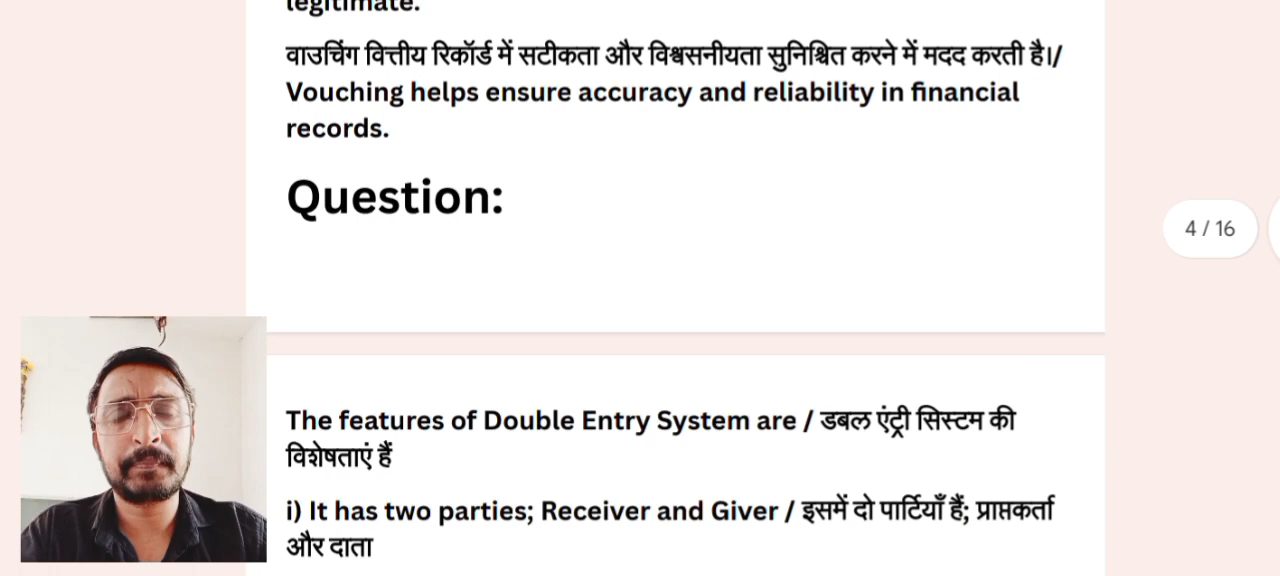 legitimate.
वाउचिंग वित्तीय रिकॉर्ड में सटीकता और विश्वसनीयता सुनिश्चित करने में मदद करती है।/
Vouching helps ensure accuracy and reliability in financial
records.
Question:
4 / 16
The features of Double Entry System are / डबल एंट्री सिस्टम की
विशेषताएं हैं
i) It has two parties; Receiver and Giver / इसमें दो पार्टियाँ हैं; प्राप्तकर्ता
और दाता